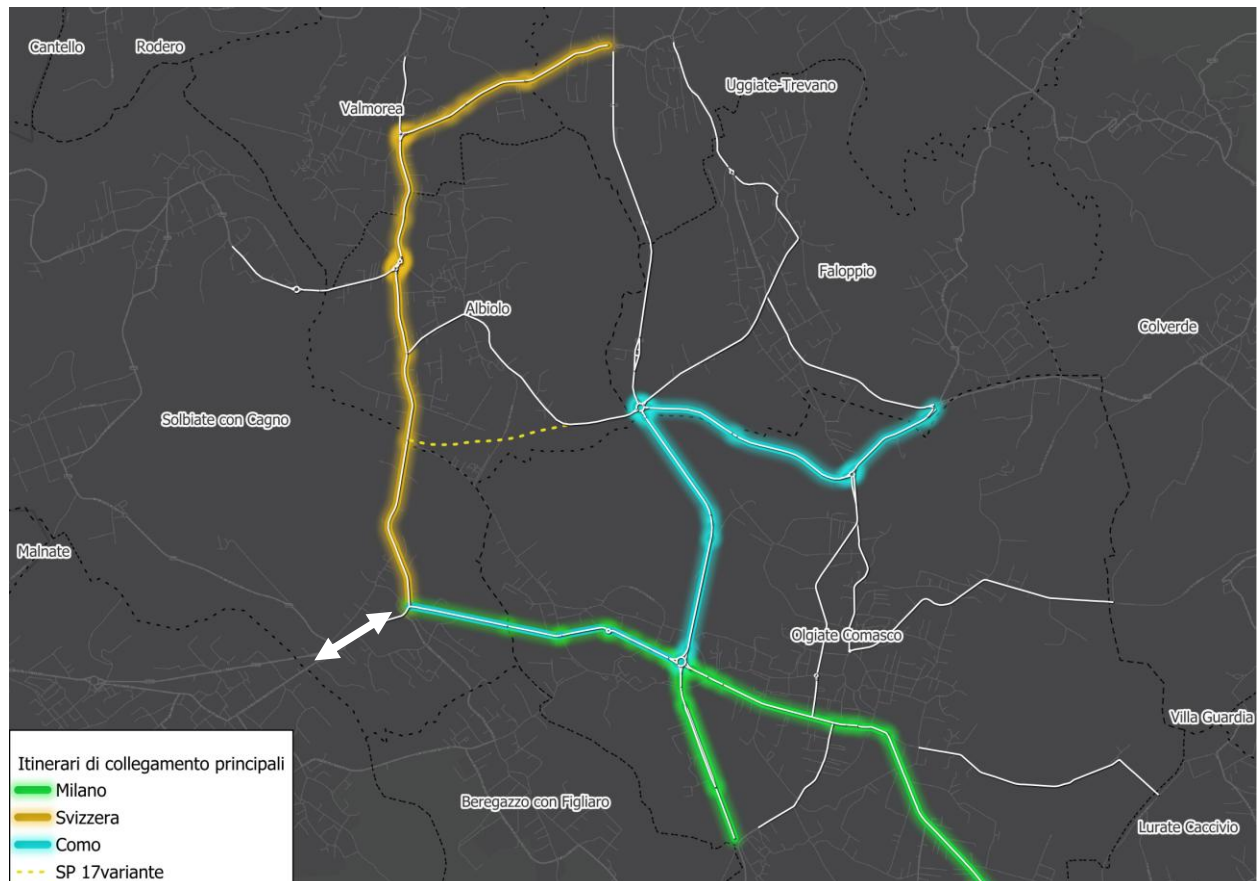 Cantello
Rodero
Uggiate-Trevano
Valmorea
Faloppio
Albiolo
Colverde
Solbiate con Cagno
Malnate
Olgiate Comasco
Villa Guardia
Beregazzo con Figliaro
Lurate Caccivio
Itinerari di collegamento principali
Milano
Svizzera
Como
SP 17variante